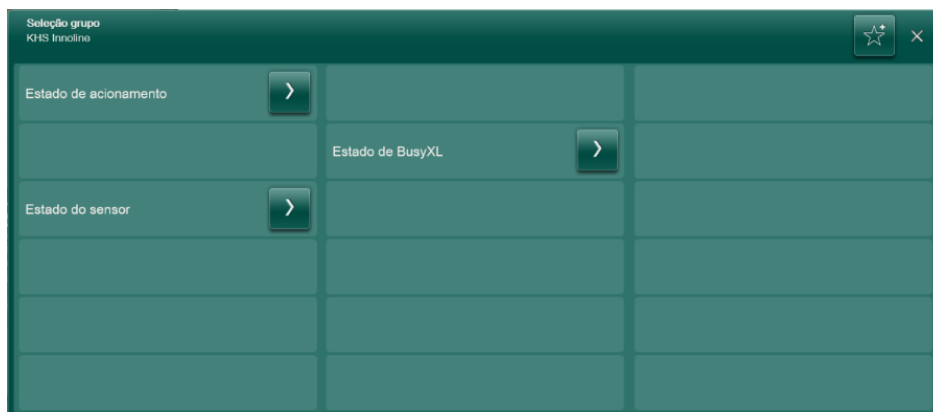 Seleção grupo
KHS Innoline
Estado de acionamento
Estado de BusyXL
Estado do sensor